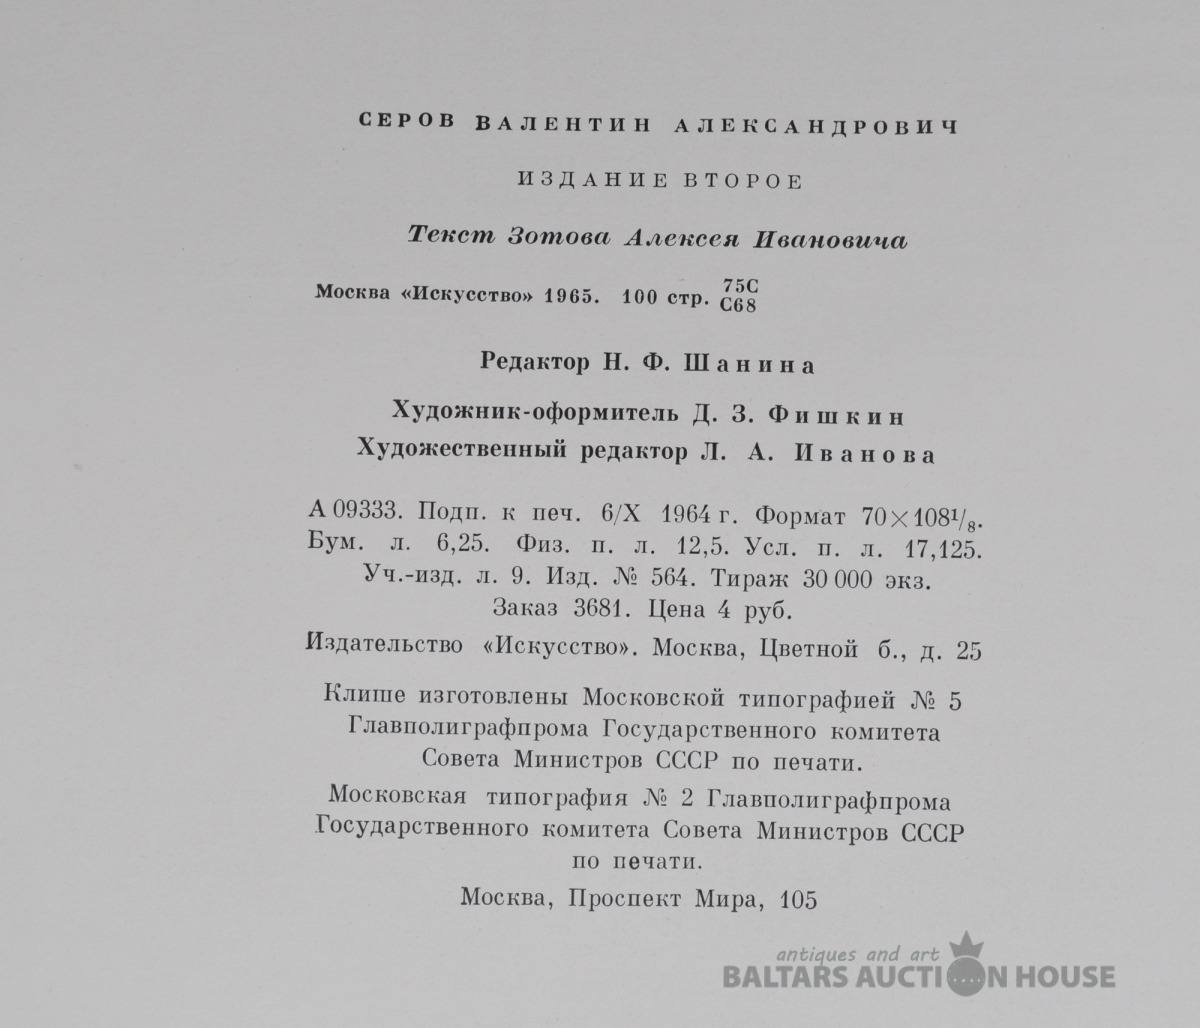 СЕРОВ ВАЛЕНТИН АЛЕКСАНДРОВИЧ
ИЗДАНИЕ ВТОРОЕ
Текст Зотова Алексея Ивановича
Москва «Искусство» 1965. 100 стр. 75С
С68
Редактор Н. Ф. Шанина
Художник-оформитель Д. З. Фишкин
Художественный редактор Л. А. Иванова
А 09333. Подп. к печ. 6/X 1964 г. Формат 70×108¹/₈.
Бум. л. 6,25. Физ. п. л. 12,5. Усл. п. л. 17,125.
Уч.-изд. л. 9. Изд. № 564. Тираж 30 000 экз.
Заказ 3681. Цена 4 руб.
Издательство «Искусство». Москва, Цветной б., д. 25
Клише изготовлены Московской типографией № 5
Главполиграфпрома Государственного комитета
Совета Министров СССР по печати.
Московская типография № 2 Главполиграфпрома
Государственного комитета Совета Министров СССР
по печати.
Москва, Проспект Мира, 105
antiques and art
BALTARS AUCTION HOUSE